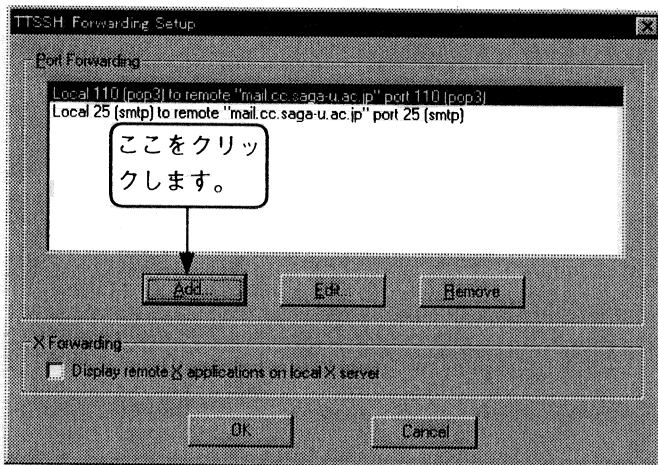 TTSSH: Forwarding Setup
Port Forwarding
Local 110 (pop3) to remote "mail.cc.saga-u.ac.jp" port 110 (pop3)
Local 25 (smtp) to remote "mail.cc.saga-u.ac.jp" port 25 (smtp)
ここをクリッ
クします。
Add... Edit... Remove
X Forwarding
Display remote X applications on local X server
OK Cancel